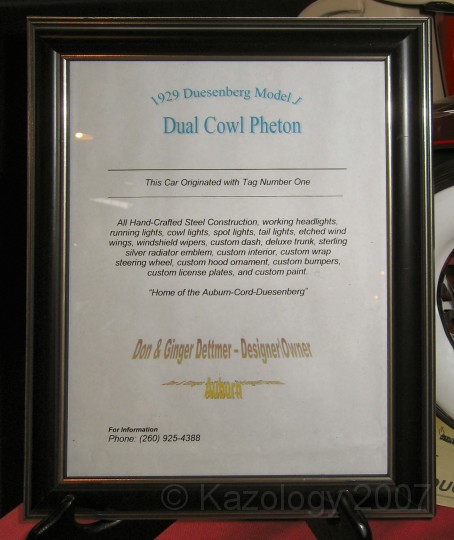 1929 Duesenberg Model J
Dual Cowl Pheton
This Car Originated with Tag Number One
All Hand-Crafted Steel Construction, working headlights,
running lights, cowl lights, spot lights, tail lights, etched wind
wings, windshield wipers, custom dash, deluxe trunk, sterling
silver radiator emblem, custom interior, custom wrap
steering wheel, custom hood ornament, custom bumpers,
custom license plates, and custom paint.
"Home of the Auburn-Cord-Duesenberg"
Don & Ginger Dettmer – Designer\Owner
Auburn
For Information
Phone: (260) 925-4388
© Kazology 2007